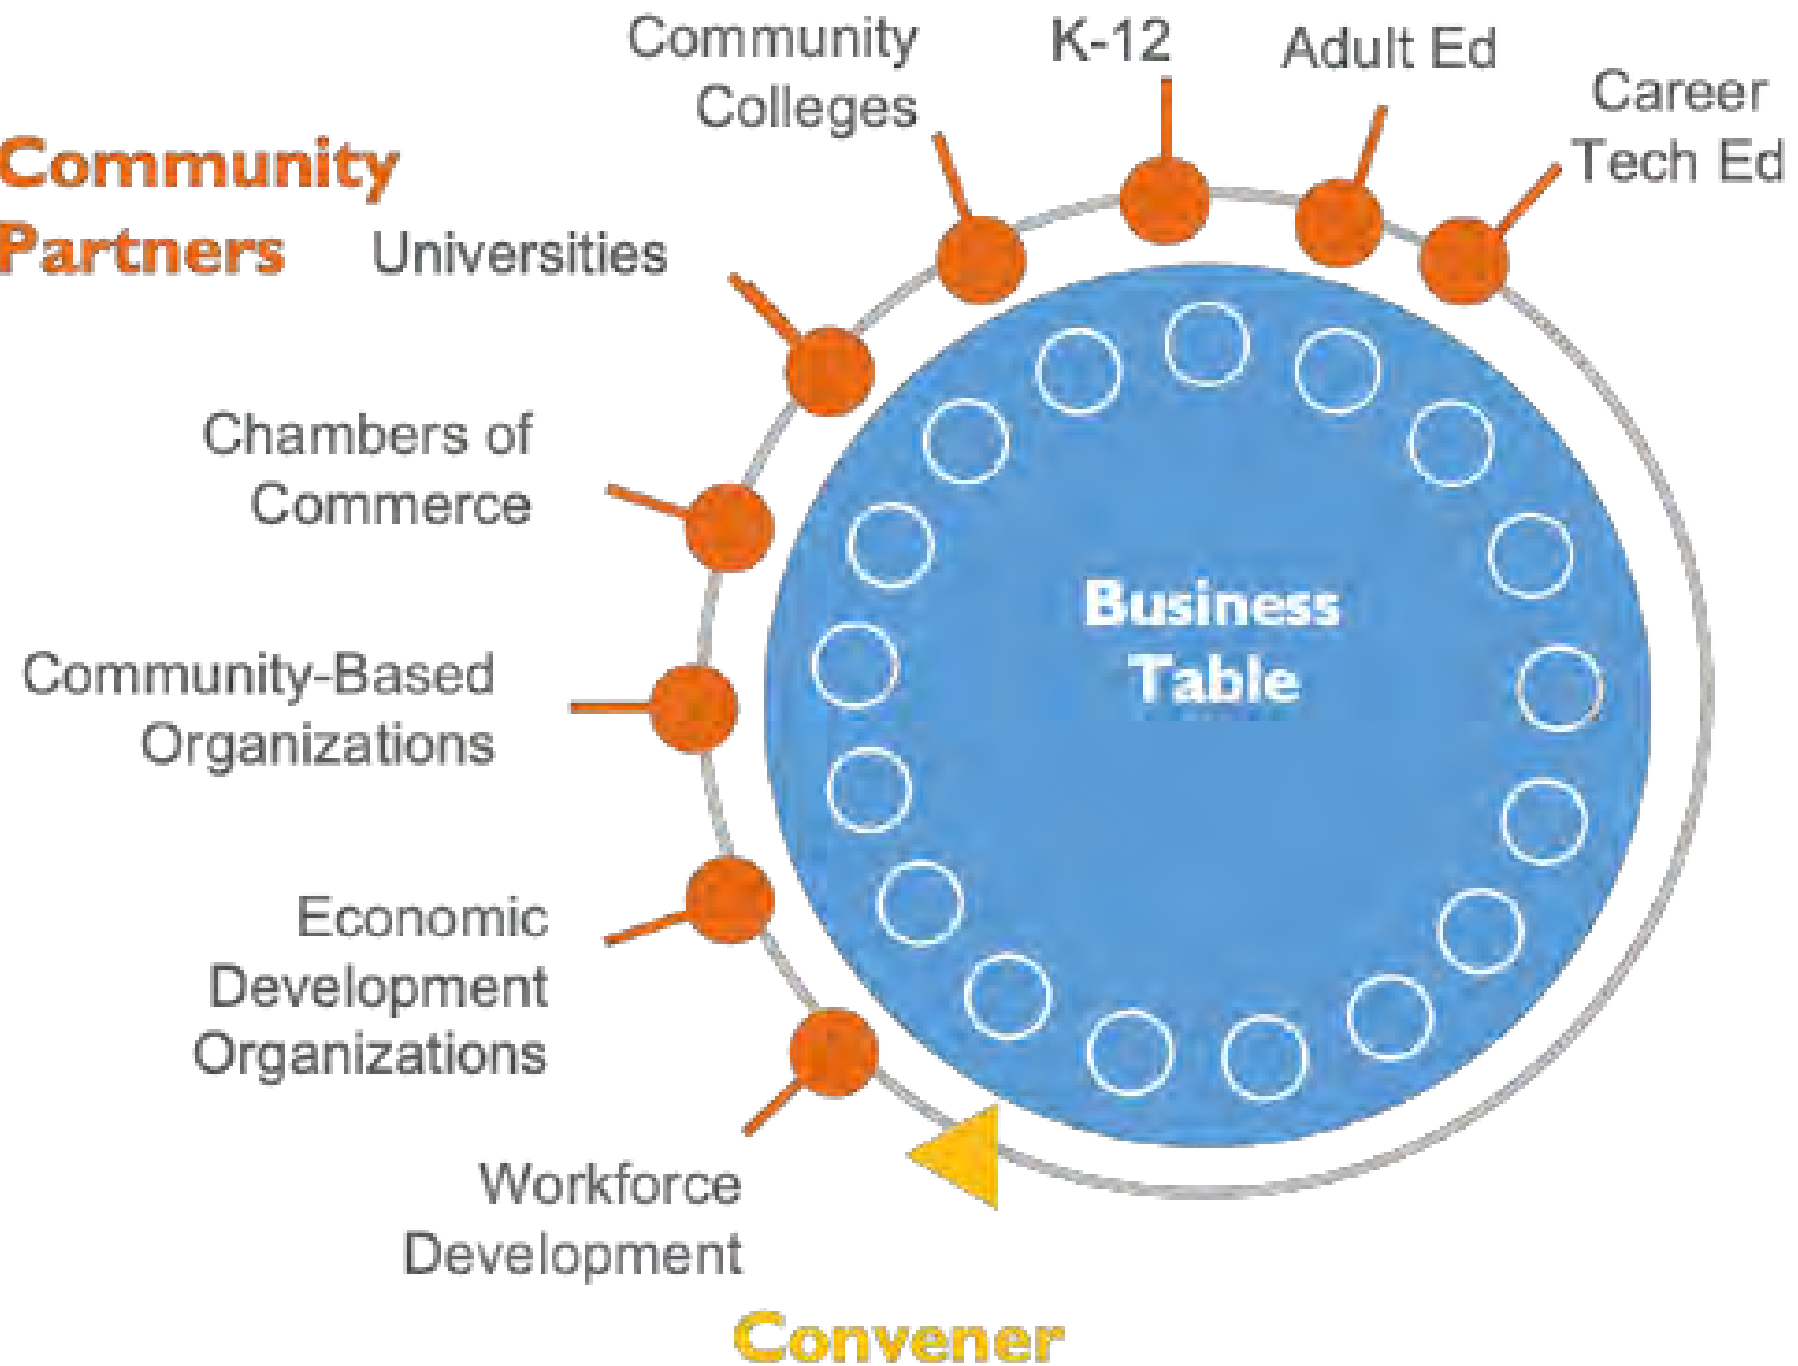 Community
Colleges
K-12
Adult Ed
Career
Tech Ed
Community
Partners
Universities
Chambers of
Commerce
Community-Based
Organizations
Economic
Development
Organizations
Workforce
Development
Business
Table
Convener